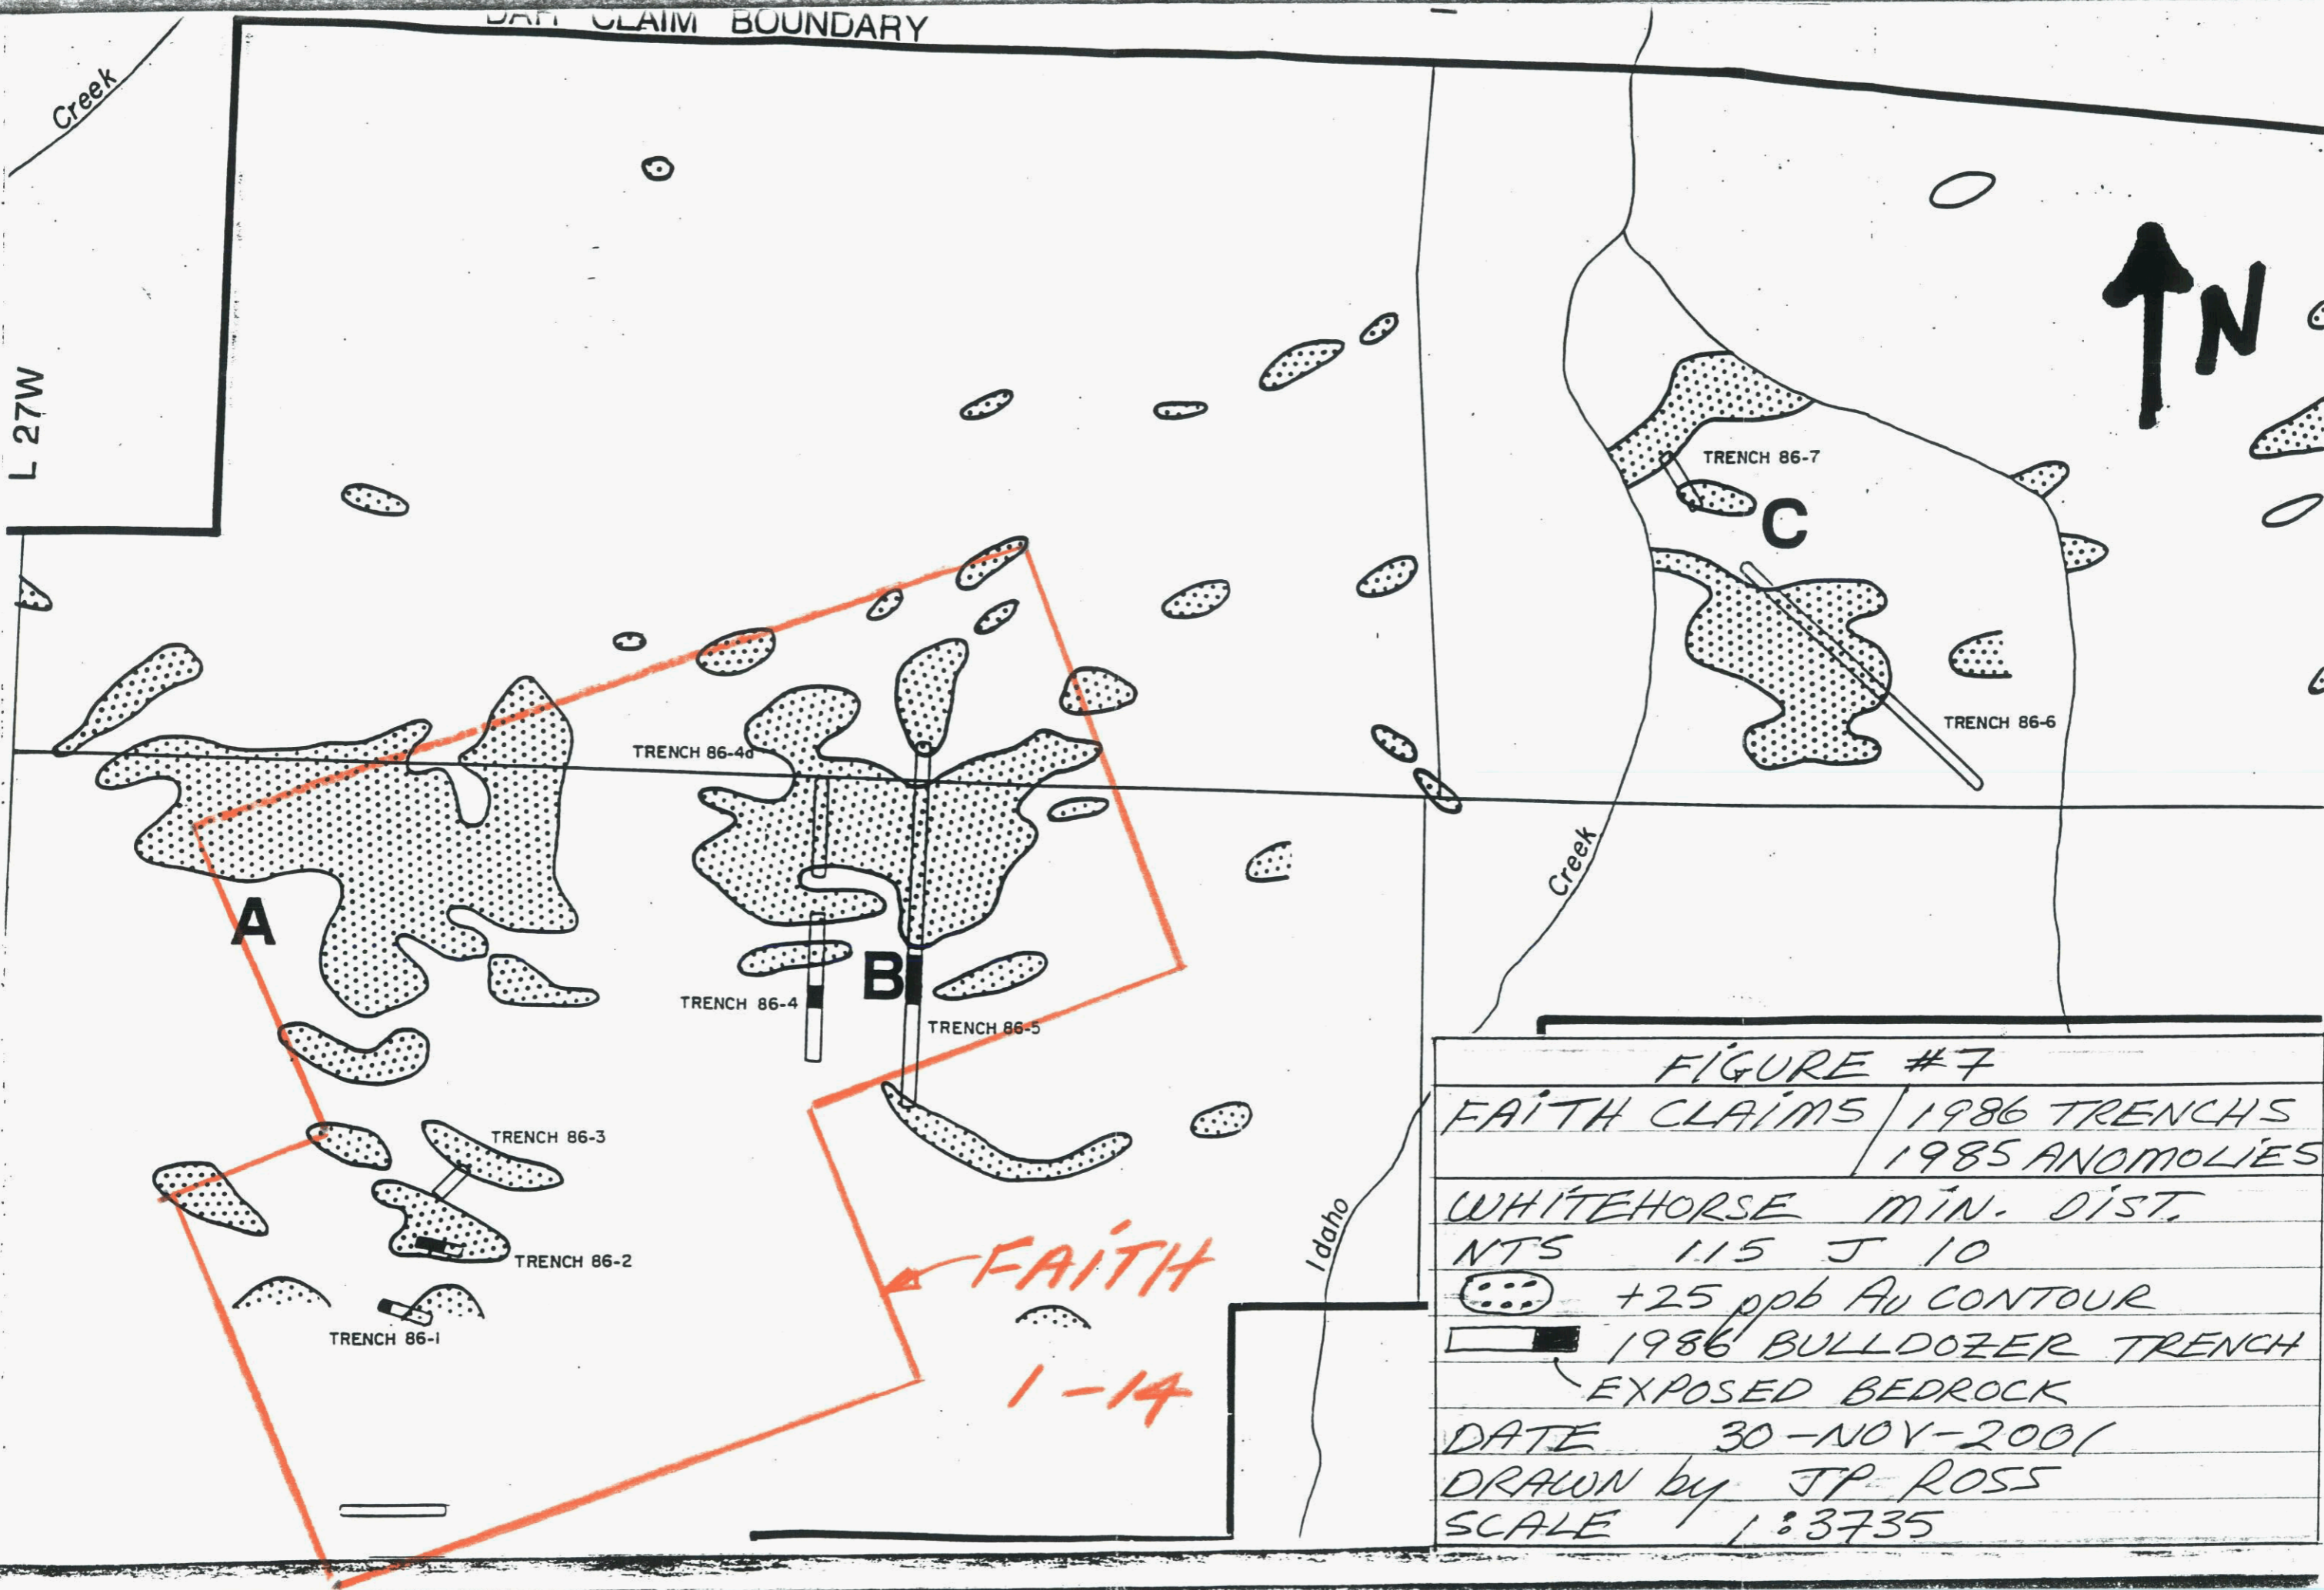 CLAIM BOUNDARY
Creek
L 27W
N
TRENCH 86-7
C
TRENCH 86-6
TRENCH 86-4a
A
B
Creek
TRENCH 86-4
TRENCH 86-5
TRENCH 86-3
TRENCH 86-2
TRENCH 86-1
Idaho
FAITH
1-14
FIGURE #7
FAITH CLAIMS / 1986 TRENCHS
1985 ANOMOLIES
WHITEHORSE MIN. DIST.
NTS 115 J 10
+25 ppb Au CONTOUR
1986 BULLDOZER TRENCH
EXPOSED BEDROCK
DATE 30-NOV-2001
DRAWN by JP ROSS
SCALE 1:3735